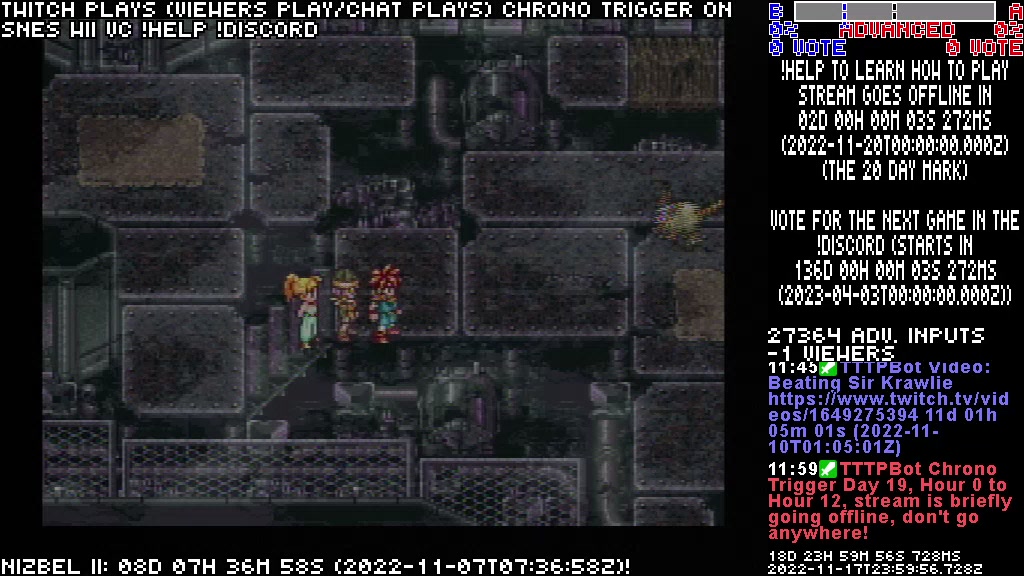 TWITCH PLAYS (VIEWERS PLAY/CHAT PLAYS) CHRONO TRIGGER ON
SNES WII VC !HELP !DISCORD
B A
0% ADVANCED 0%
0 VOTE 0 VOTE
!HELP TO LEARN HOW TO PLAY
STREAM GOES OFFLINE IN
02D 00H 00M 03S 272MS
(2022-11-20T00:00:00.000Z)
(THE 20 DAY MARK)
VOTE FOR THE NEXT GAME IN THE
!DISCORD (STARTS IN
136D 00H 00M 03S 272MS
(2023-04-03T00:00:00.000Z))
27364 ADV. INPUTS
-1 VIEWERS
11:45 TTTPBot Video:
Beating Sir Krawlie
https://www.twitch.tv/vid
eos/1649275394 11d 01h
05m 01s (2022-11-
10T01:05:01Z)
11:59 TTTPBot Chrono
Trigger Day 19, Hour 0 to
Hour 12, stream is briefly
going offline, don't go
anywhere!
18D 23H 59M 56S 728MS
2022-11-17T23:59:56.728Z
NIZBEL II: 08D 07H 36M 58S (2022-11-07T07:36:58Z)!